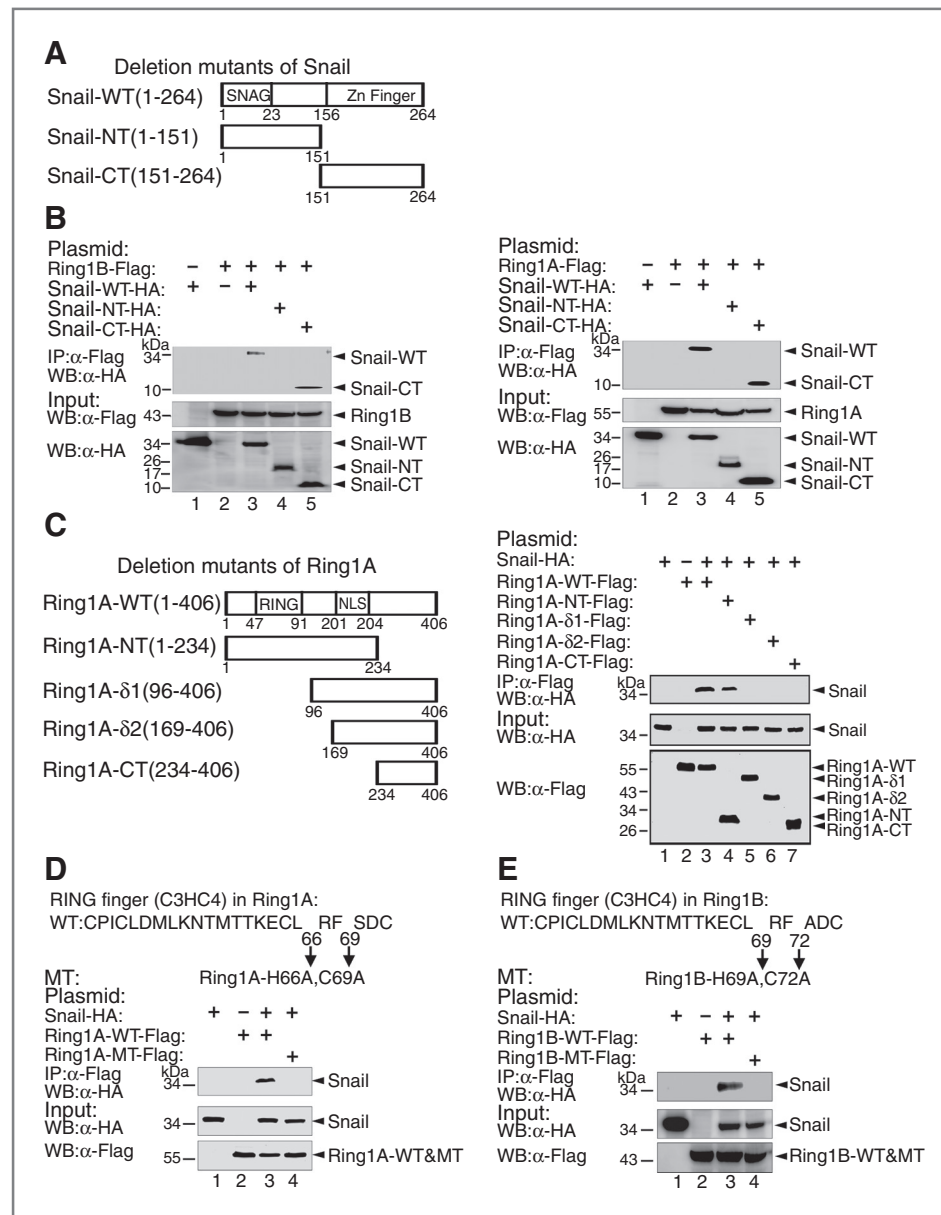 A
Deletion mutants of Snail
Snail-WT(1-264)
SNAG
Zn Finger
1 23 156 264
Snail-NT(1-151)
1 151
Snail-CT(151-264)
151 264
B
Plasmid:
Ring1B-Flag: – + + + +
Snail-WT-HA: + – +
Snail-NT-HA: +
Snail-CT-HA: +
kDa
IP:α-Flag
WB:α-HA
34
10
Snail-WT
Snail-CT
Input:
WB:α-Flag
43
Ring1B
WB:α-HA
34
26
17
10
Snail-WT
Snail-NT
Snail-CT
1 2 3 4 5
Plasmid:
Ring1A-Flag: – + + + +
Snail-WT-HA: + – +
Snail-NT-HA: +
Snail-CT-HA: +
kDa
IP:α-Flag
WB:α-HA
34
10
Snail-WT
Snail-CT
Input:
WB:α-Flag
55
Ring1A
WB:α-HA
34
26
17
10
Snail-WT
Snail-NT
Snail-CT
1 2 3 4 5
C
Deletion mutants of Ring1A
Ring1A-WT(1-406)
RING
NLS
1 47 91 201 204 406
Ring1A-NT(1-234)
1 234
Ring1A-δ1(96-406)
96 406
Ring1A-δ2(169-406)
169 406
Ring1A-CT(234-406)
234 406
Plasmid:
Snail-HA: + – + + + + +
Ring1A-WT-Flag: + +
Ring1A-NT-Flag: +
Ring1A-δ1-Flag: +
Ring1A-δ2-Flag: +
Ring1A-CT-Flag: +
kDa
IP:α-Flag
WB:α-HA
34
Snail
Input:
WB:α-HA
34
Snail
WB:α-Flag
55
43
34
26
Ring1A-WT
Ring1A-δ1
Ring1A-δ2
Ring1A-NT
Ring1A-CT
1 2 3 4 5 6 7
D
RING finger (C3HC4) in Ring1A:
WT:CPICLDMLKNTMTTKECL RF SDC
66 69
MT: Ring1A-H66A,C69A
Plasmid:
Snail-HA: + – + +
Ring1A-WT-Flag: + +
Ring1A-MT-Flag: +
IP:α-Flag
WB:α-HA
kDa
34
Snail
Input:
WB:α-HA
34
Snail
WB:α-Flag
55
Ring1A-WT&MT
1 2 3 4
E
RING finger (C3HC4) in Ring1B:
WT:CPICLDMLKNTMTTKECL RF ADC
69 72
MT: Ring1B-H69A,C72A
Plasmid:
Snail-HA: + – + +
Ring1B-WT-Flag: + +
Ring1B-MT-Flag: +
IP:α-Flag
WB:α-HA
kDa
34
Snail
Input:
WB:α-HA
34
Snail
WB:α-Flag
43
Ring1B-WT&MT
1 2 3 4